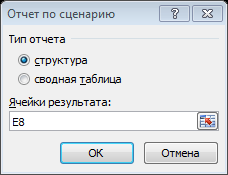 Отчет по сценарию
Тип отчета
структура
сводная таблица
Ячейки результата:
E8
ОК
Отмена